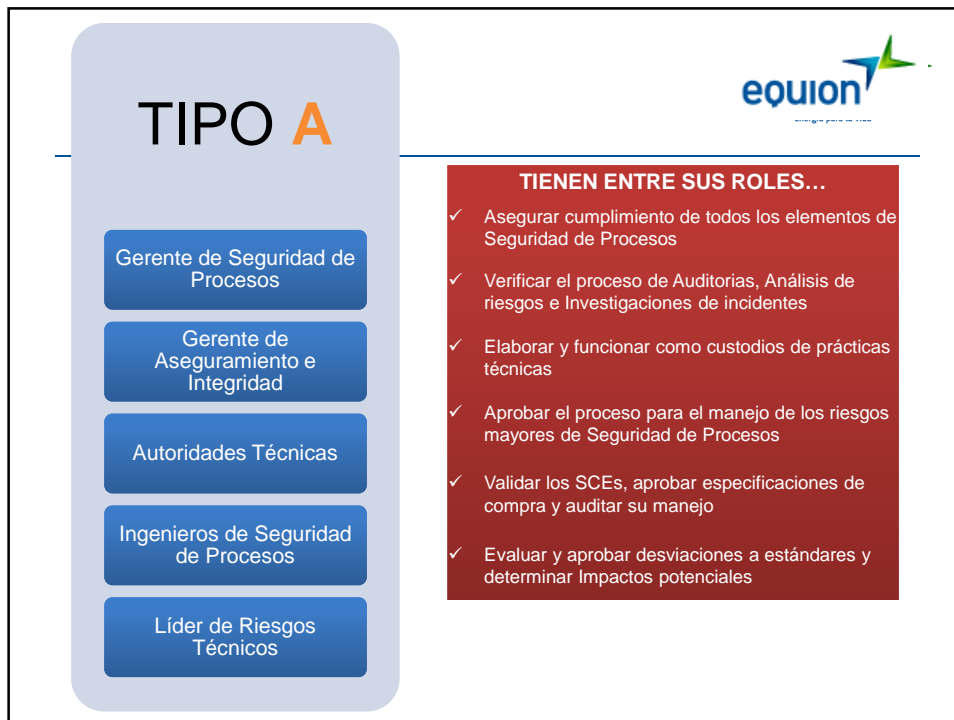 TIPO A
equion
energía para la vida
Gerente de Seguridad de
Procesos
Gerente de
Aseguramiento e
Integridad
Autoridades Técnicas
Ingenieros de Seguridad
de Procesos
Líder de Riesgos
Técnicos
TIENEN ENTRE SUS ROLES…
✓ Asegurar cumplimiento de todos los elementos de
Seguridad de Procesos
✓ Verificar el proceso de Auditorias, Análisis de
riesgos e Investigaciones de incidentes
✓ Elaborar y funcionar como custodios de prácticas
técnicas
✓ Aprobar el proceso para el manejo de los riesgos
mayores de Seguridad de Procesos
✓ Validar los SCEs, aprobar especificaciones de
compra y auditar su manejo
✓ Evaluar y aprobar desviaciones a estándares y
determinar Impactos potenciales